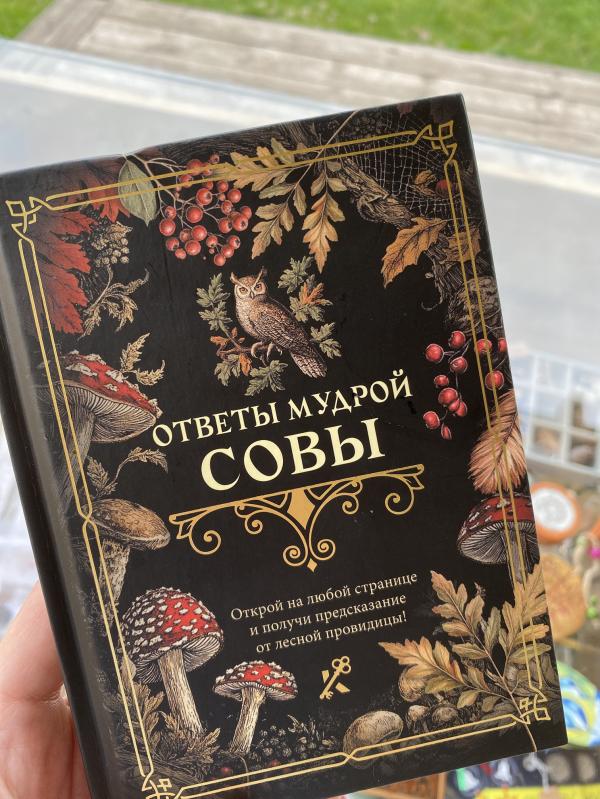 ОТВЕТЫ МУДРОЙ
СОВЫ
Открой на любой странице
и получи предсказание
от лесной провидицы!